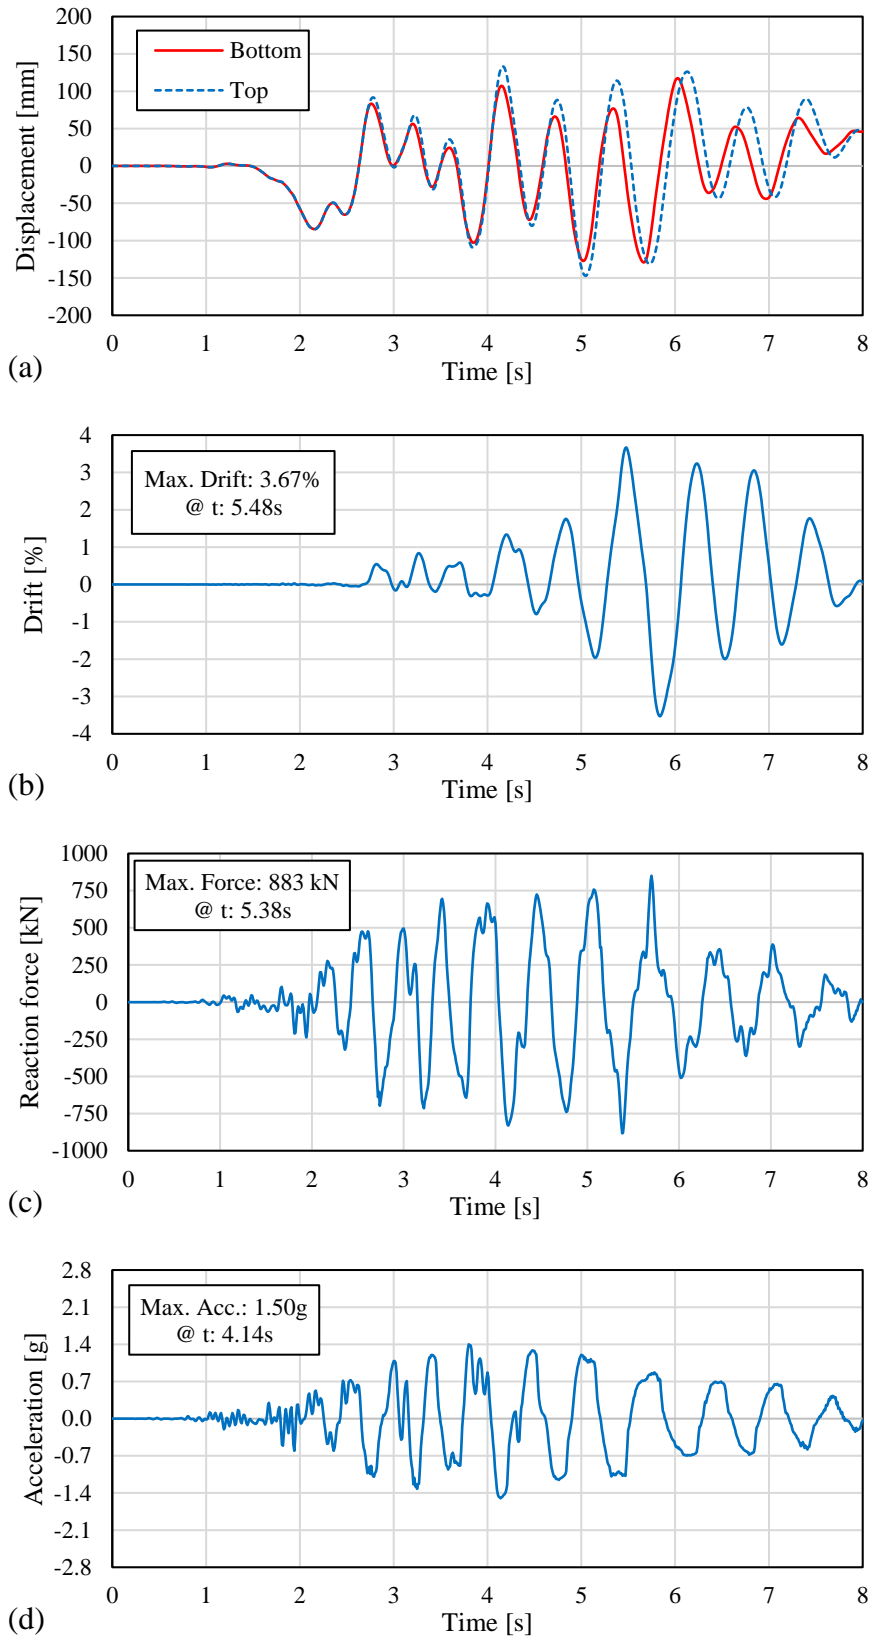 200
150
100
50
0
-50
-100
-150
-200
Displacement [mm]
Bottom
Top
0 1 2 3 4 5 6 7 8
Time [s]
(a)
4
3
2
1
0
-1
-2
-3
-4
Drift [%]
Max. Drift: 3.67%
@ t: 5.48s
0 1 2 3 4 5 6 7 8
Time [s]
(b)
1000
750
500
250
0
-250
-500
-750
-1000
Reaction force [kN]
Max. Force: 883 kN
@ t: 5.38s
0 1 2 3 4 5 6 7 8
Time [s]
(c)
2.8
2.1
1.4
0.7
0.0
-0.7
-1.4
-2.1
-2.8
Acceleration [g]
Max. Acc.: 1.50g
@ t: 4.14s
0 1 2 3 4 5 6 7 8
Time [s]
(d)